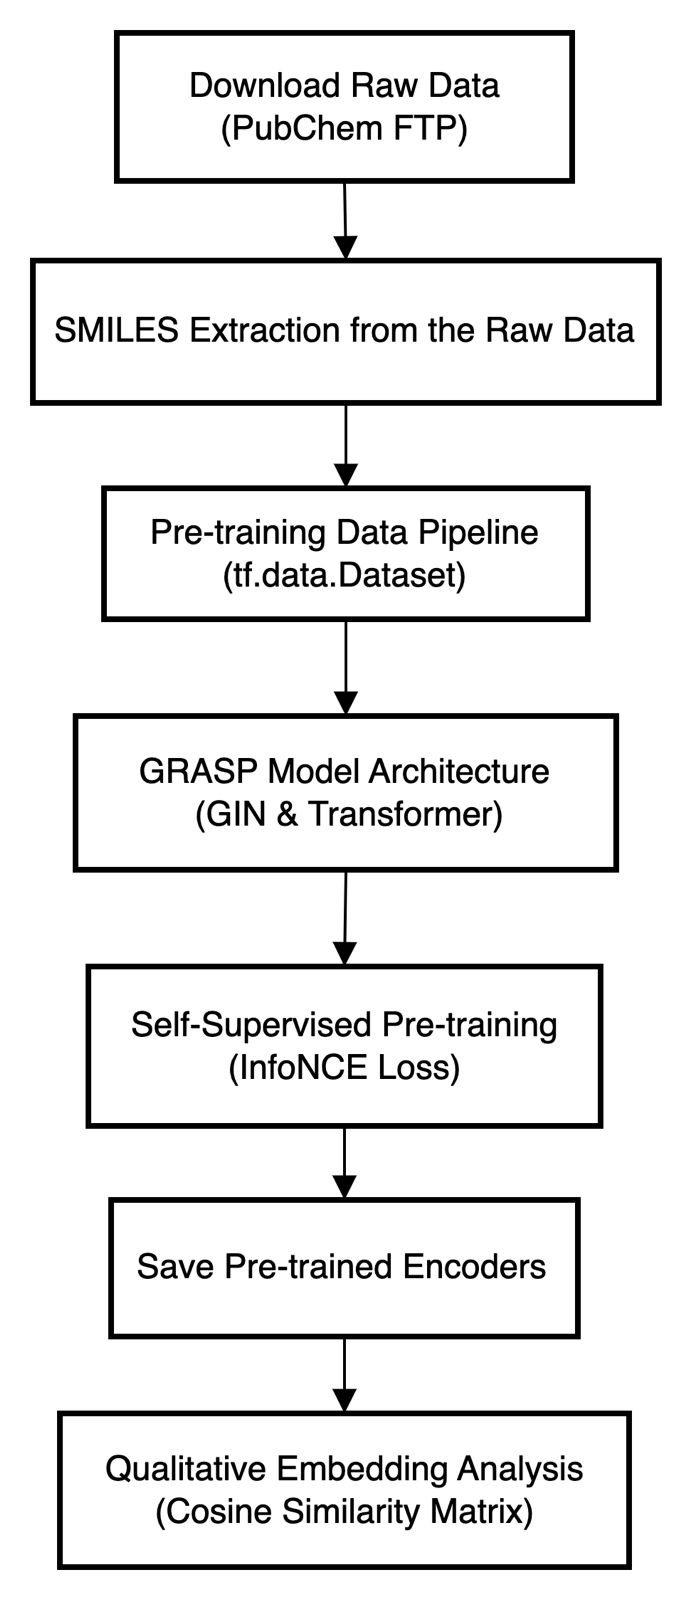 Download Raw Data
(PubChem FTP)
SMILES Extraction from the Raw Data
Pre-training Data Pipeline
(tf.data.Dataset)
GRASP Model Architecture
(GIN & Transformer)
Self-Supervised Pre-training
(InfoNCE Loss)
Save Pre-trained Encoders
Qualitative Embedding Analysis
(Cosine Similarity Matrix)